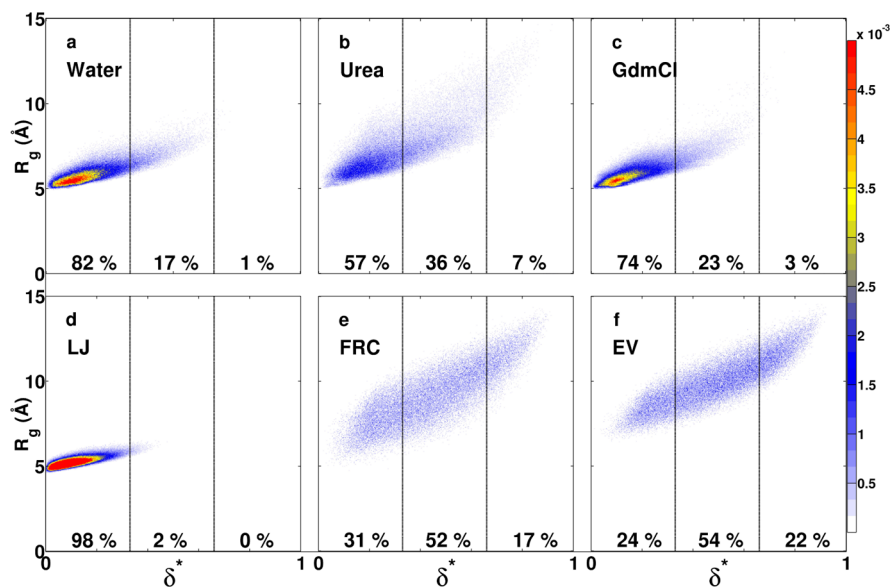 15 a b c x 10⁻³
Water Urea GdmCl
4.5
10 4
R_g (Å) 3.5
5 3
82 % 17 % 1 % 57 % 36 % 7 % 74 % 23 % 3 %
0 2.5
15 d e f
LJ FRC EV 2
10 1.5
R_g (Å)
5 1
0.5
98 % 2 % 0 % 31 % 52 % 17 % 24 % 54 % 22 %
0
0 δ* 1 0 δ* 1 0 δ* 1